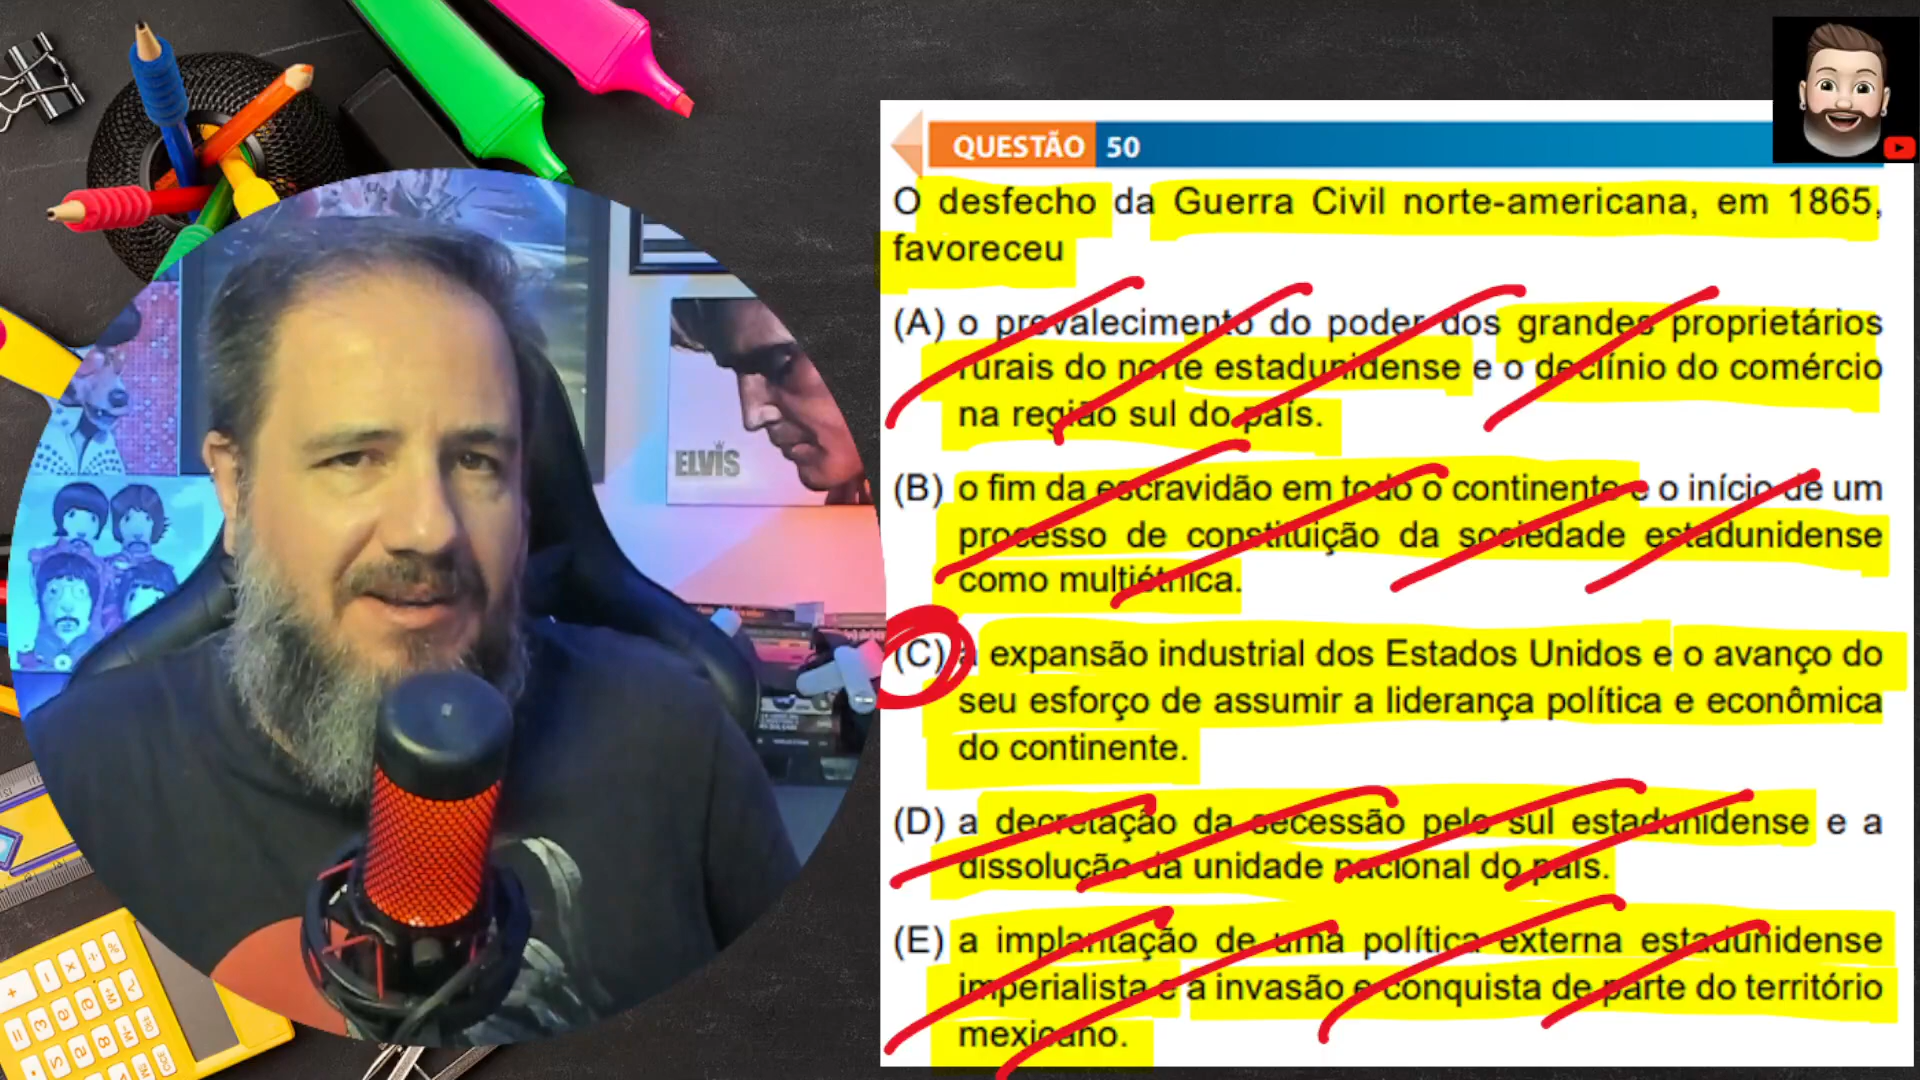 QUESTÃO 50
O desfecho da Guerra Civil norte-americana, em 1865,
favoreceu
(A) o prevalecimento do poder dos grandes proprietários
rurais do norte estadunidense e o declínio do comércio
na região sul do país.
(B) o fim da escravidão em todo o continente e o início de um
processo de constituição da sociedade estadunidense
como multiétnica.
(C) a expansão industrial dos Estados Unidos e o avanço do
seu esforço de assumir a liderança política e econômica
do continente.
(D) a decretação da secessão pelo sul estadunidense e a
dissolução da unidade nacional do país.
(E) a implantação de uma política externa estadunidense
imperialista e a invasão e conquista de parte do território
mexicano.
ELVIS